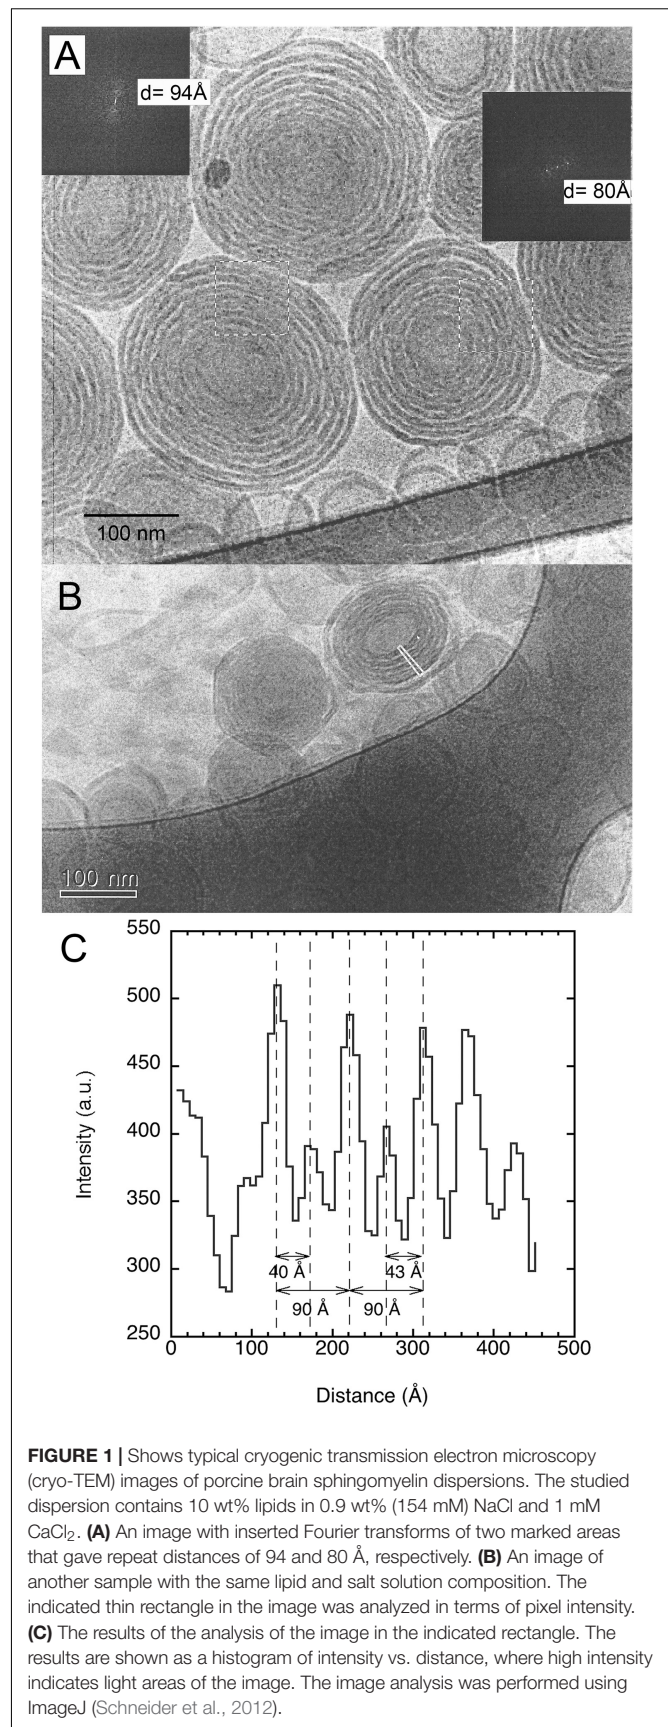 A
d= 94Å
d= 80Å
100 nm
B
100 nm
C
550
500
450
400
350
300
250
Intensity (a.u.)
40 Å
43 Å
90 Å
90 Å
0
100
200
300
400
500
Distance (Å)
FIGURE 1 | Shows typical cryogenic transmission electron microscopy
(cryo-TEM) images of porcine brain sphingomyelin dispersions. The studied
dispersion contains 10 wt% lipids in 0.9 wt% (154 mM) NaCl and 1 mM
CaCl₂. (A) An image with inserted Fourier transforms of two marked areas
that gave repeat distances of 94 and 80 Å, respectively. (B) An image of
another sample with the same lipid and salt solution composition. The
indicated thin rectangle in the image was analyzed in terms of pixel intensity.
(C) The results of the analysis of the image in the indicated rectangle. The
results are shown as a histogram of intensity vs. distance, where high intensity
indicates light areas of the image. The image analysis was performed using
ImageJ (Schneider et al., 2012).